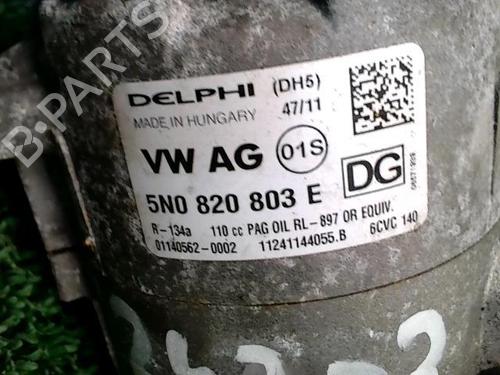 DELPHI (DH5)
MADE IN HUNGARY 47/11
VW AG 01S DG
5N0 820 803 E
R-134a 110 cc PAG OIL RL-897 OR EQUIV. 6CVC 140
01140562-0002 11241144055.B
B-PARTS